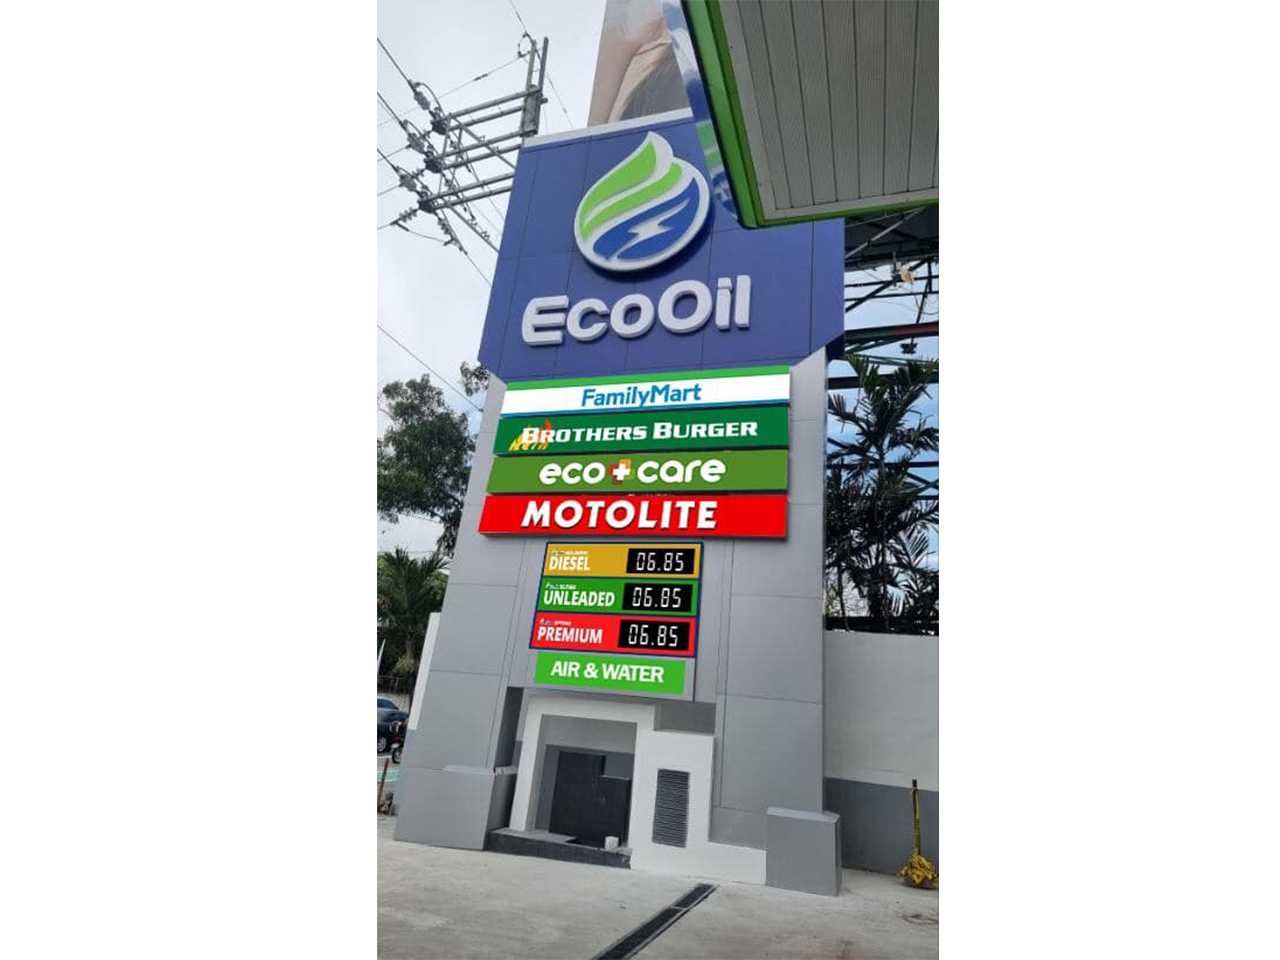 EcoOil
FamilyMart
BROTHERS BURGER
eco+care
MOTOLITE
DIESEL 06.85
UNLEADED 06.85
PREMIUM 06.85
AIR & WATER